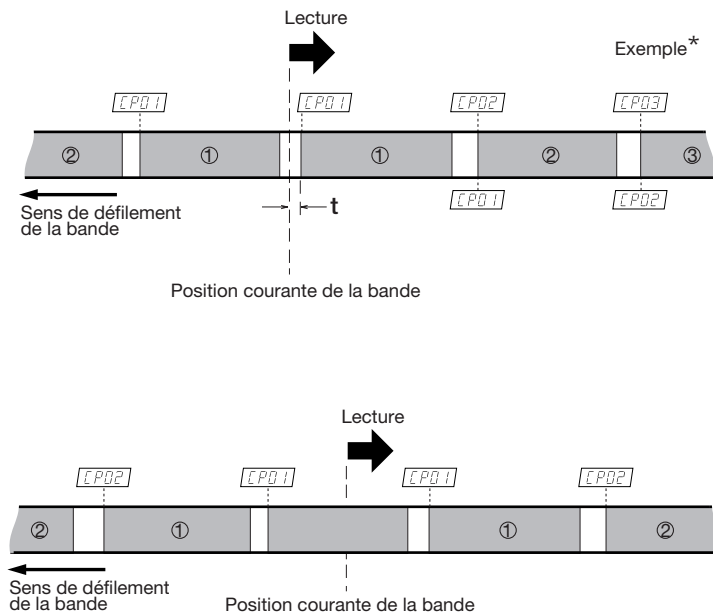 Lecture
Exemple*
CP01 CP01 CP02 CP03
② ① ① ② ③
CP01 CP02
t
Sens de défilement
de la bande
Position courante de la bande
Lecture
CP02 CP01 CP01 CP02
② ① ① ②
Sens de défilement
de la bande
Position courante de la bande